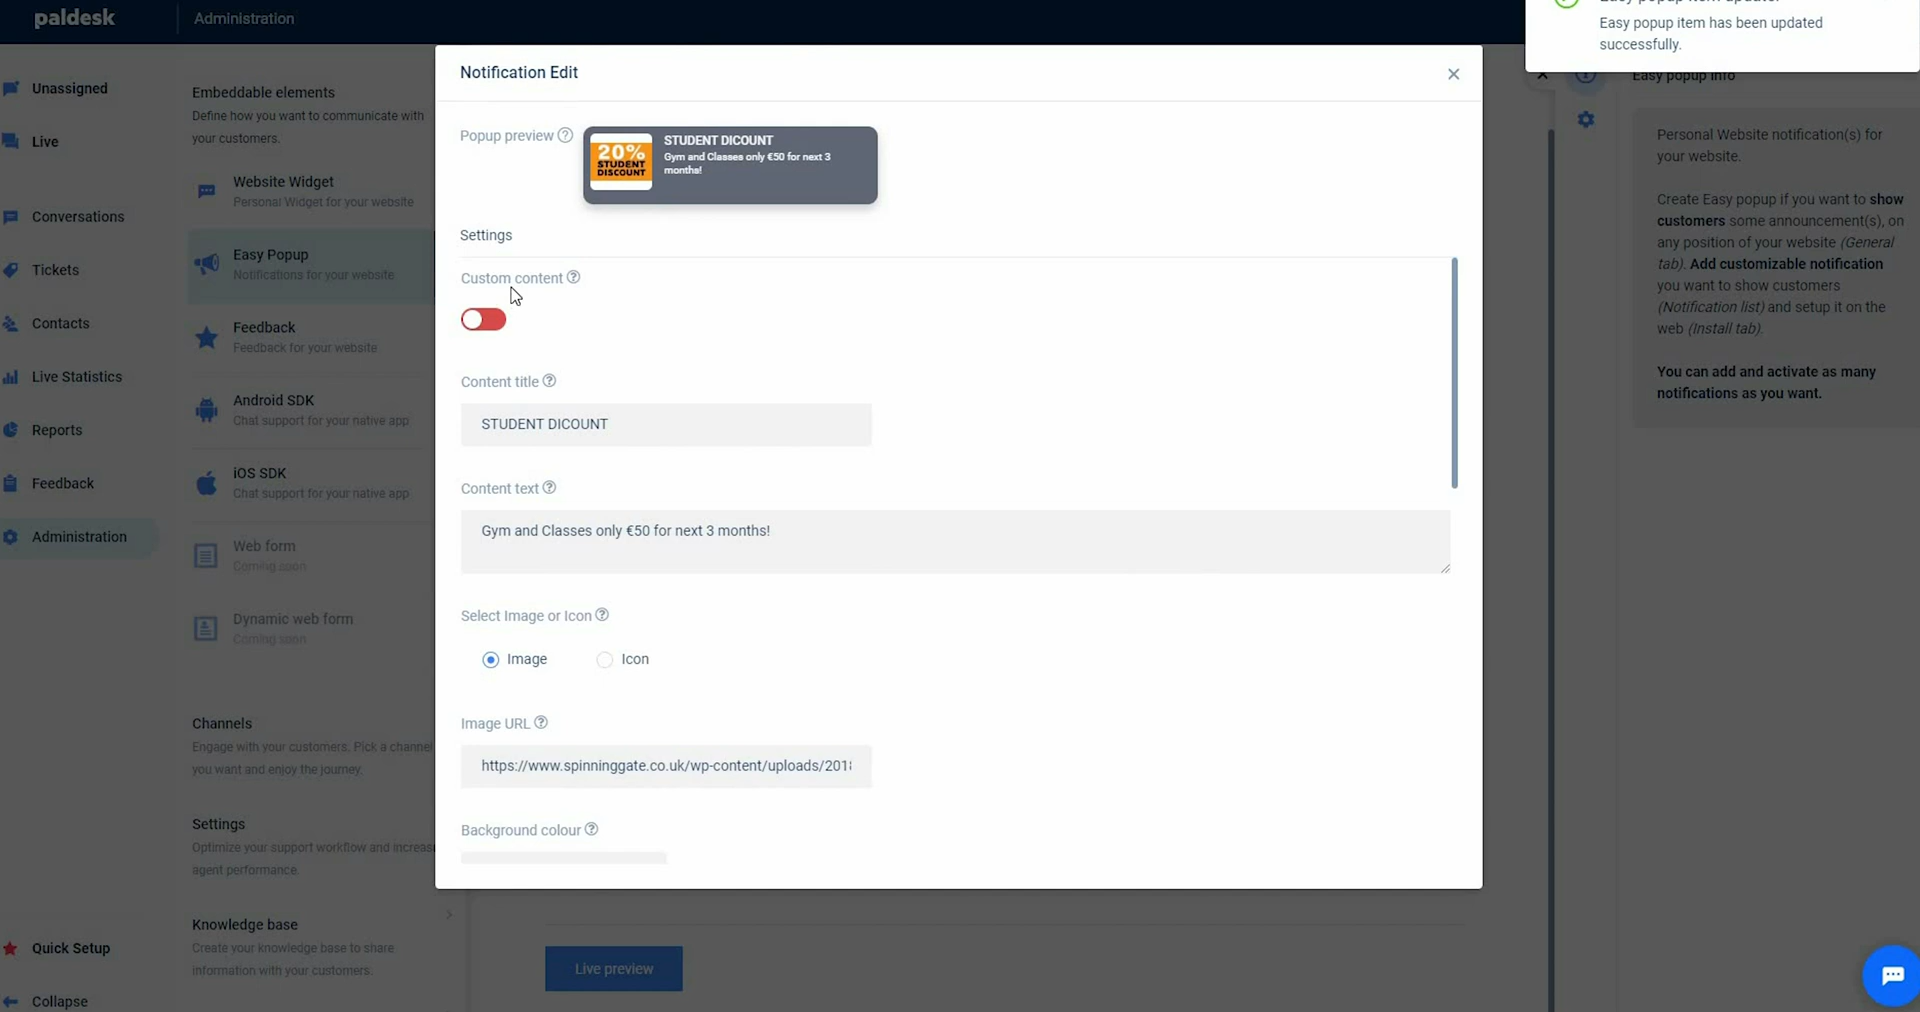 paldesk
Administration
Easy popup item has been updated
successfully.
Unassigned
Live
Conversations
Tickets
Contacts
Live Statistics
Reports
Feedback
Administration
Quick Setup
Collapse
Embeddable elements
Define how you want to communicate with
your customers.
Website Widget
Personal Widget for your website
Easy Popup
Notifications for your website
Feedback
Feedback for your website
Android SDK
Chat support for your native app
iOS SDK
Chat support for your native app
Web form
Coming soon
Dynamic web form
Coming soon
Channels
Engage with your customers. Pick a channel
you want and enjoy the journey.
Settings
Optimize your support workflow and increase
agent performance.
Knowledge base
Create your knowledge base to share
information with your customers.
Notification Edit
Popup preview
20%
STUDENT
DISCOUNT
STUDENT DICOUNT
Gym and Classes only €50 for next 3
months!
Settings
Custom content
Content title
STUDENT DICOUNT
Content text
Gym and Classes only €50 for next 3 months!
Select Image or Icon
Image
Icon
Image URL
https://www.spinninggate.co.uk/wp-content/uploads/201
Background colour
Live preview
Easy popup info
Personal Website notification(s) for
your website.
Create Easy popup if you want to show
customers some announcement(s), on
any position of your website (General
tab). Add customizable notification
you want to show customers
(Notification list) and setup it on the
web (Install tab).
You can add and activate as many
notifications as you want.